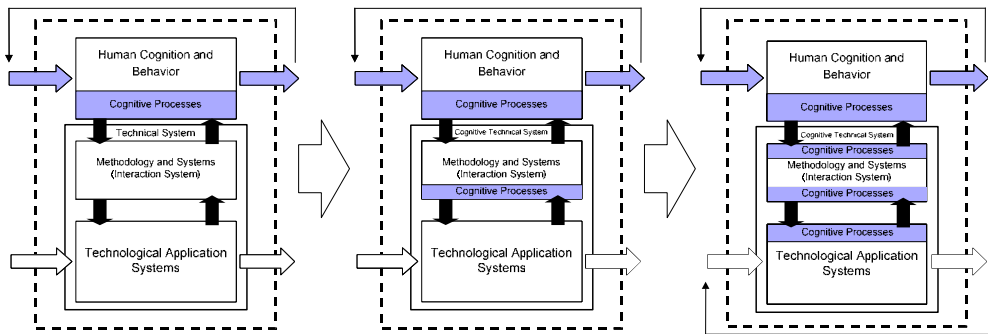 Human Cognition and
Behavior
Cognitive Processes
Technical System
Methodology and Systems
(Interaction System)
Technological Application
Systems
Human Cognition and
Behavior
Cognitive Processes
Cognitive Technical System
Methodology and Systems
(Interaction System)
Cognitive Processes
Technological Application
Systems
Human Cognition and
Behavior
Cognitive Processes
Cognitive Technical System
Cognitive Processes
Methodology and Systems
(Interaction System)
Cognitive Processes
Cognitive Processes
Technological Application
Systems